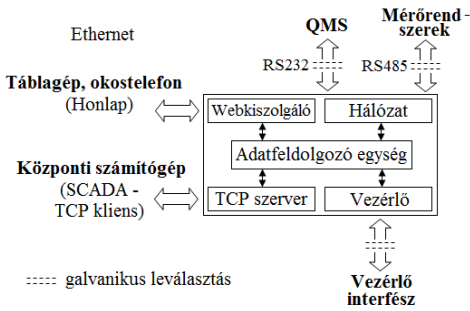 Ethernet
QMS
Mérőrend-
szerek
RS232
RS485
Táblagép, okostelefon
(Honlap)
Webkiszolgáló
Hálózat
Adatfeldolgozó egység
Központi számítógép
(SCADA -
TCP kliens)
TCP szerver
Vezérlő
galvanikus leválasztás
Vezérlő
interfész